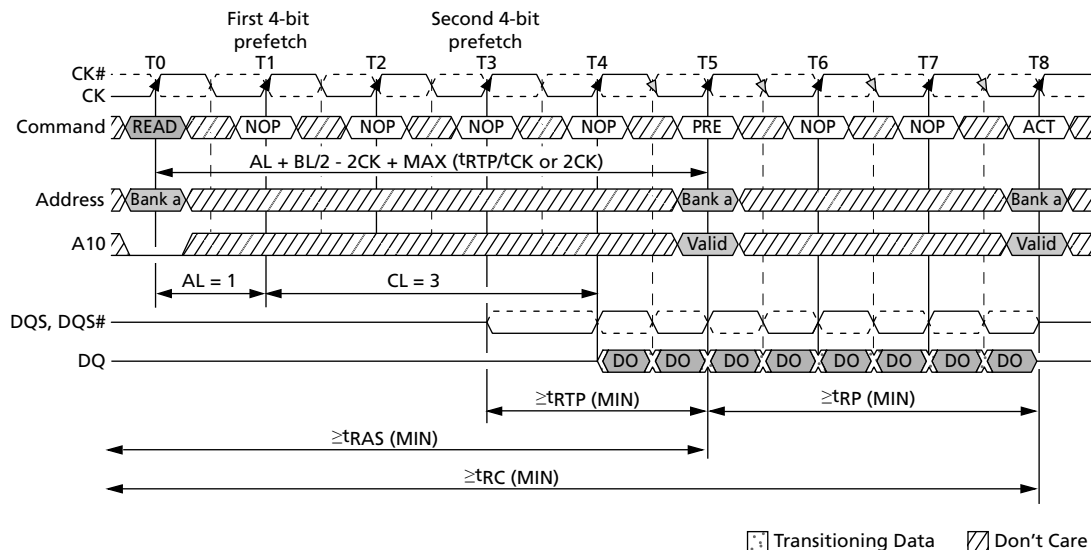 First 4-bit
prefetch
Second 4-bit
prefetch
T0 T1 T2 T3 T4 T5 T6 T7 T8
CK#
CK
Command READ NOP NOP NOP NOP PRE NOP NOP ACT
AL + BL/2 - 2CK + MAX (tRTP/tCK or 2CK)
Address Bank a Bank a Bank a
A10 Valid Valid
AL = 1 CL = 3
DQS, DQS#
DQ DO DO DO DO DO DO DO DO
≥tRTP (MIN) ≥tRP (MIN)
≥tRAS (MIN)
≥tRC (MIN)
Transitioning Data Don't Care